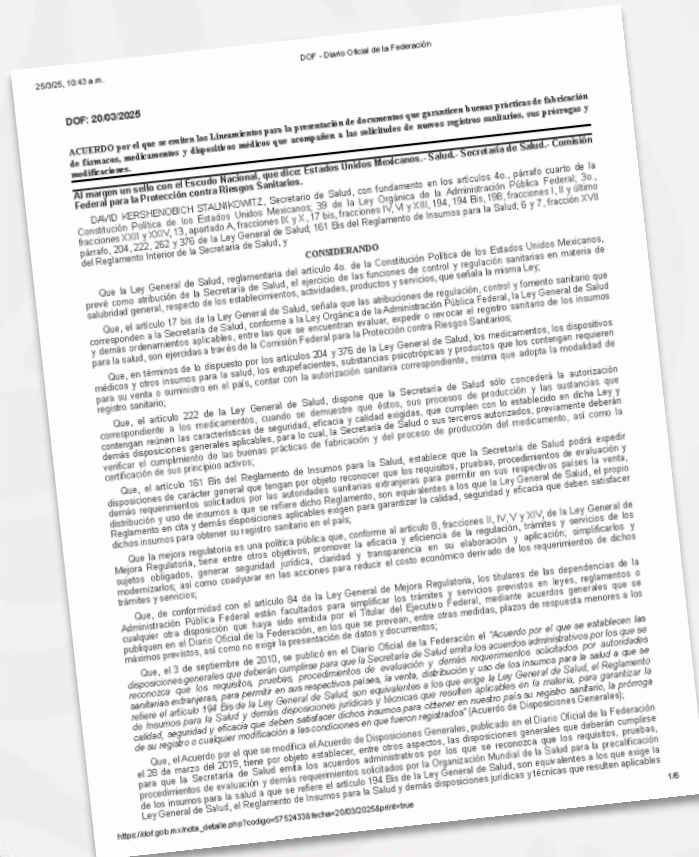 25/3/25, 10:43 a.m.
DOF - Diario Oficial de la Federación
DOF: 20/03/2025
ACUERDO por el que se emiten los Lineamientos para la presentación de documentos que garanticen buenas prácticas de fabricación
de fármacos, medicamentos y dispositivos médicos que acompañen a las solicitudes de nuevos registros sanitarios, sus prórrogas y
modificaciones.
Al margen un sello con el Escudo Nacional, que dice: Estados Unidos Mexicanos.- Salud.- Secretaría de Salud.- Comisión
Federal para la Protección contra Riesgos Sanitarios.
DAVID KERSHENOBICH STALNIKOWITZ, Secretario de Salud, con fundamento en los artículos 4o., párrafo cuarto de la
Constitución Política de los Estados Unidos Mexicanos; 39 de la Ley Orgánica de la Administración Pública Federal; 3o.,
fracciones XXII y XXIV, 13, apartado A, fracciones IX y X, 17 bis, fracciones IV, VI y XIII, 194, 194 Bis, 198, fracciones I, II y último
párrafo, 204, 222, 262 y 376 de la Ley General de Salud; 161 Bis del Reglamento de Insumos para la Salud; 6 y 7, fracción XVII
del Reglamento Interior de la Secretaría de Salud, y
CONSIDERANDO
Que la Ley General de Salud, reglamentaria del artículo 4o. de la Constitución Política de los Estados Unidos Mexicanos,
prevé como atribución de la Secretaría de Salud, el ejercicio de las funciones de control y regulación sanitarias en materia de
salubridad general, respecto de los establecimientos, actividades, productos y servicios, que señala la misma Ley;
Que, el artículo 17 bis de la Ley General de Salud, señala que las atribuciones de regulación, control y fomento sanitario que
corresponden a la Secretaría de Salud, conforme a la Ley Orgánica de la Administración Pública Federal, la Ley General de Salud
y demás ordenamientos aplicables, entre las que se encuentran evaluar, expedir o revocar el registro sanitario de los insumos
para la salud, son ejercidas a través de la Comisión Federal para la Protección contra Riesgos Sanitarios;
Que, en términos de lo dispuesto por los artículos 204 y 376 de la Ley General de Salud, los medicamentos, los dispositivos
médicos y otros insumos para la salud, los estupefacientes, substancias psicotrópicas y productos que los contengan requieren
para su venta o suministro en el país, contar con la autorización sanitaria correspondiente, misma que adopta la modalidad de
registro sanitario;
Que, el artículo 222 de la Ley General de Salud, dispone que la Secretaría de Salud sólo concederá la autorización
correspondiente a los medicamentos, cuando se demuestre que éstos, sus procesos de producción y las sustancias que
contengan reúnen las características de seguridad, eficacia y calidad exigidas, que cumplen con lo establecido en dicha Ley y
demás disposiciones generales aplicables, para lo cual, la Secretaría de Salud o sus terceros autorizados, previamente deberán
verificar el cumplimiento de las buenas prácticas de fabricación y del proceso de producción del medicamento, así como la
certificación de sus principios activos;
Que, el artículo 161 Bis del Reglamento de Insumos para la Salud, establece que la Secretaría de Salud podrá expedir
disposiciones de carácter general que tengan por objeto reconocer que los requisitos, pruebas, procedimientos de evaluación y
demás requerimientos solicitados por las autoridades sanitarias extranjeras para permitir en sus respectivos países la venta,
distribución y uso de insumos a que se refiere dicho Reglamento, son equivalentes a los que la Ley General de Salud, el propio
Reglamento en cita y demás disposiciones aplicables exigen para garantizar la calidad, seguridad y eficacia que deben satisfacer
dichos insumos para obtener su registro sanitario en el país;
Que la mejora regulatoria es una política pública que, conforme al artículo 8, fracciones II, IV, V y XIV, de la Ley General de
Mejora Regulatoria, tiene entre otros objetivos, promover la eficacia y eficiencia de la regulación, trámites y servicios de los
sujetos obligados, generar seguridad jurídica, claridad y transparencia en su elaboración y aplicación; simplificarlos y
modernizarlos; así como coadyuvar en las acciones para reducir el costo económico derivado de los requerimientos de dichos
trámites y servicios;
Que, de conformidad con el artículo 84 de la Ley General de Mejora Regulatoria, los titulares de las dependencias de la
Administración Pública Federal están facultados para simplificar los trámites y servicios previstos en leyes, reglamentos o
cualquier otra disposición que haya sido emitida por el Titular del Ejecutivo Federal, mediante acuerdos generales que se
publiquen en el Diario Oficial de la Federación, en los que se prevean, entre otras medidas, plazos de respuesta menores a los
máximos previstos, así como no exigir la presentación de datos y documentos;
Que, el 3 de septiembre de 2010, se publicó en el Diario Oficial de la Federación el "Acuerdo por el que se establecen las
disposiciones generales que deberán cumplirse para que la Secretaría de Salud emita los acuerdos administrativos por los que se
reconozca que los requisitos, pruebas, procedimientos de evaluación y demás requerimientos solicitados por autoridades
sanitarias extranjeras, para permitir en sus respectivos países, la venta, distribución y uso de los insumos para la salud a que se
refiere el artículo 194 Bis de la Ley General de Salud, son equivalentes a los que exige la Ley General de Salud, el Reglamento
de Insumos para la Salud y demás disposiciones jurídicas y técnicas que resulten aplicables en la materia, para garantizar la
calidad, seguridad y eficacia que deben satisfacer dichos insumos para obtener en nuestro país su registro sanitario, la prórroga
de su registro o cualquier modificación a las condiciones en que fueron registrados" (Acuerdo de Disposiciones Generales);
Que, el Acuerdo por el que se modifica el Acuerdo de Disposiciones Generales, publicado en el Diario Oficial de la Federación
el 28 de marzo del 2019, tiene por objeto establecer, entre otros aspectos, las disposiciones generales que deberán cumplirse
para que la Secretaría de Salud emita los acuerdos administrativos por los que se reconozca que los requisitos, pruebas,
procedimientos de evaluación y demás requerimientos solicitados por la Organización Mundial de la Salud para la precalificación
de los insumos para la salud a que se refiere el artículo 194 Bis de la Ley General de Salud, son equivalentes a los que exige la
Ley General de Salud, el Reglamento de Insumos para la Salud y demás disposiciones jurídicas y técnicas que resulten aplicables
https://dof.gob.mx/nota_detalle.php?codigo=5752433&fecha=20/03/2025&print=true
1/6